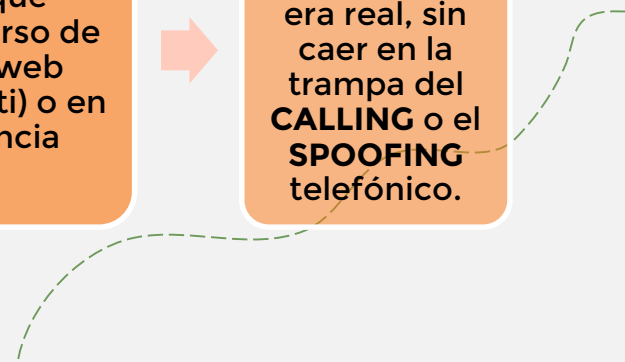 rso de
web
ti) o en
ncia
era real, sin
caer en la
trampa del
CALLING o el
SPOOFING
telefónico.